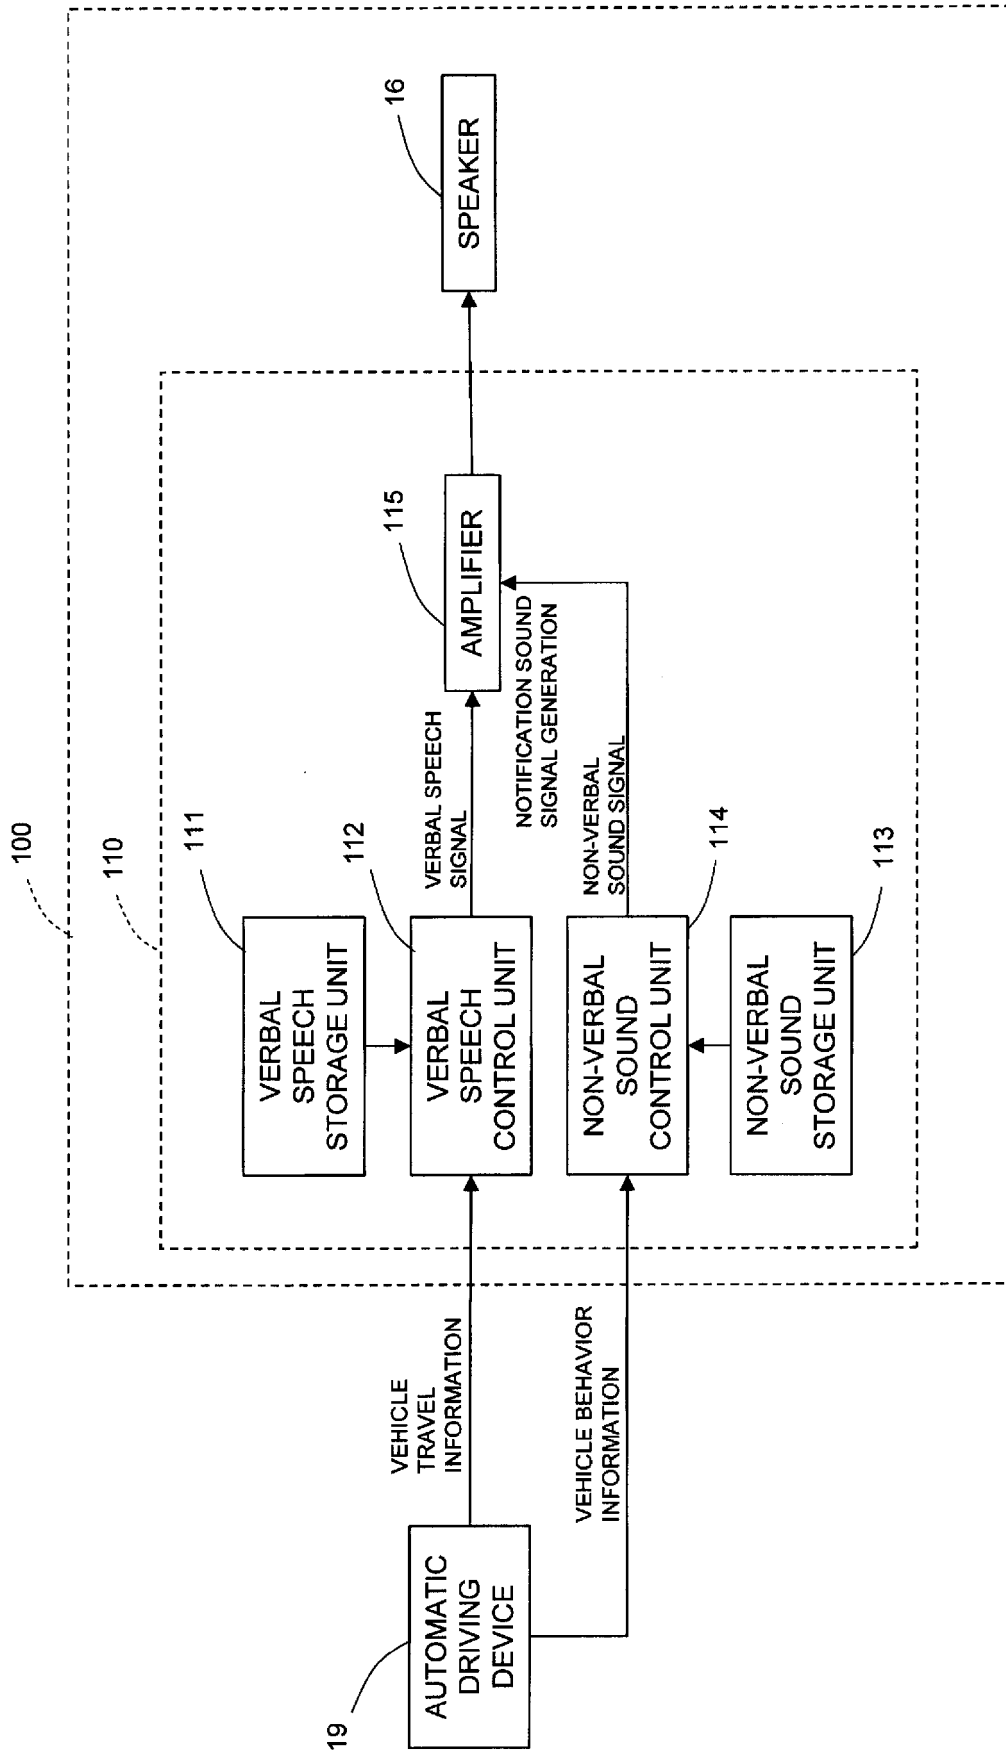 100
110
19
AUTOMATIC
DRIVING
DEVICE
VEHICLE
TRAVEL
INFORMATION
VEHICLE BEHAVIOR
INFORMATION
111
VERBAL
SPEECH
STORAGE UNIT
112
VERBAL
SPEECH
CONTROL UNIT
NON-VERBAL
SOUND
CONTROL UNIT
114
NON-VERBAL
SOUND
STORAGE UNIT
113
VERBAL SPEECH
SIGNAL
NOTIFICATION SOUND
SIGNAL GENERATION
NON-VERBAL
SOUND SIGNAL
115
AMPLIFIER
16
SPEAKER